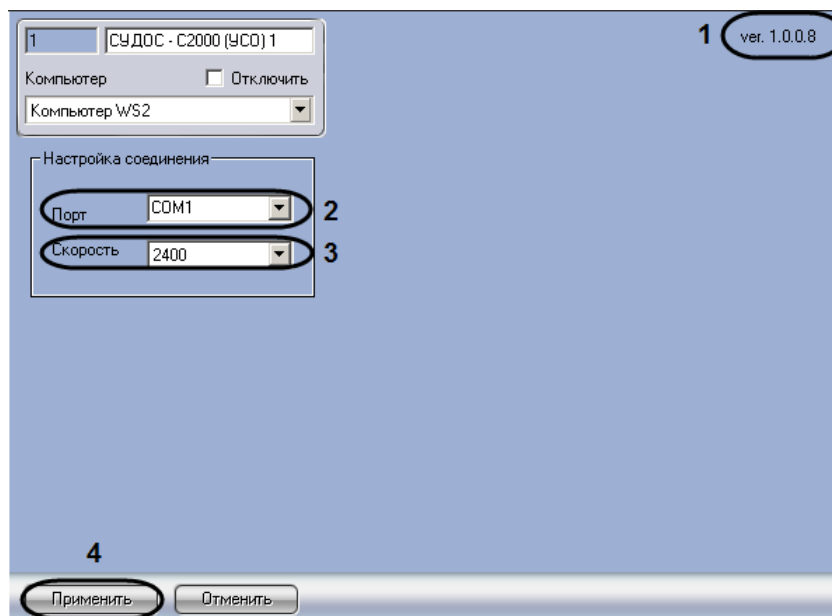 1 СУДОС - С2000 (УСО) 1
1 ver. 1.0.0.8
Компьютер Отключить
Компьютер WS2
Настройка соединения
Порт COM1 2
Скорость 2400 3
4
Применить Отменить